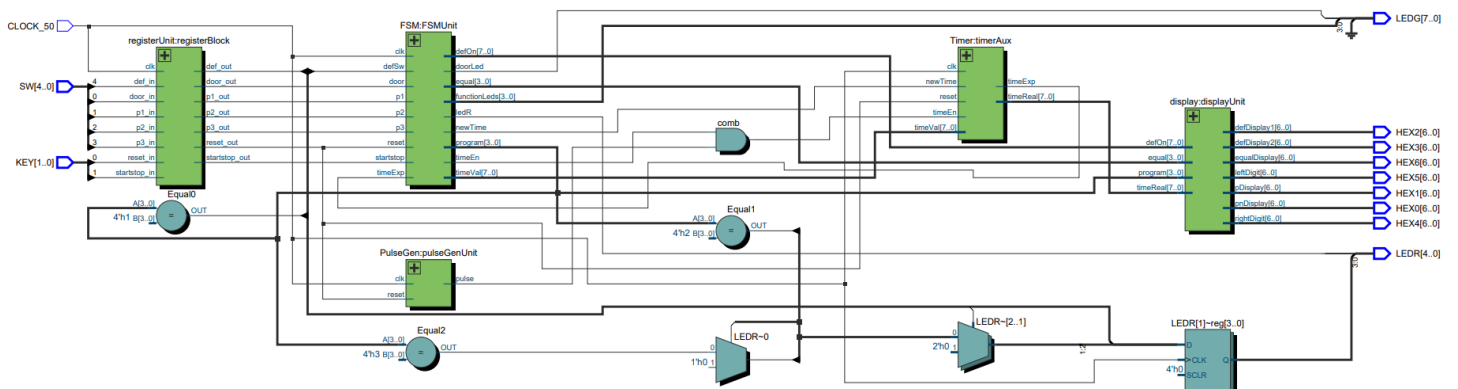 CLOCK_50
SW[4..0]
KEY[1..0]
registerUnit:registerBlock
clk
def_in
door_in
p1_in
p2_in
p3_in
reset_in
startstop_in
4
0
1
2
3
0
1
def_out
door_out
p1_out
p2_out
p3_out
reset_out
startstop_out
Equal0
A[3..0]
4'h1 B[3..0]
=
OUT
FSM:FSMUnit
clk
defSw
door
p1
p2
p3
reset
startstop
timeExp
defOn[7..0]
doorLed
equal[3..0]
functionLeds[3..0]
ledR
newTime
program[3..0]
timeEn
timeVal[7..0]
PulseGen:pulseGenUnit
clk
reset
pulse
Equal2
A[3..0]
4'h3 B[3..0]
=
OUT
comb
Equal1
A[3..0]
4'h2 B[3..0]
=
OUT
LEDR~0
0
1'h0 1
Timer:timerAux
clk
newTime
reset
timeEn
timeVal[7..0]
timeExp
timeReal[7..0]
LEDR~[2..1]
0
2'h0 1
1:2
display:displayUnit
defOn[7..0]
equal[3..0]
program[3..0]
timeReal[7..0]
defDisplay1[6..0]
defDisplay2[6..0]
equalDisplay[6..0]
leftDigit[6..0]
pDisplay[6..0]
pnDisplay[6..0]
rightDigit[6..0]
LEDR[1]~reg[3..0]
D
CLK
4'h0
SCLR
Q
3:0
3:0
LEDG[7..0]
HEX2[6..0]
HEX3[6..0]
HEX6[6..0]
HEX5[6..0]
HEX1[6..0]
HEX0[6..0]
HEX4[6..0]
LEDR[4..0]